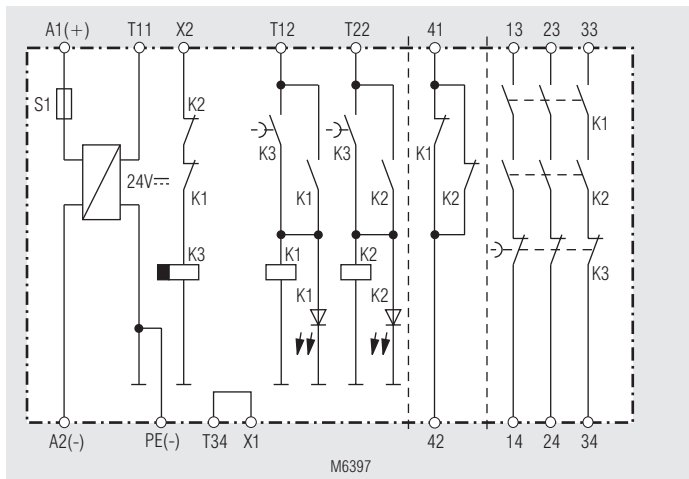 A1(+) T11 X2 T12 T22 41 13 23 33
S1
K2
K1
K3 K3 K1
24V
K1 K1 K2 K2 K2
K3 K1 K2 K3
K1 K2
A2(-) PE(-) T34 X1 42 14 24 34
M6397